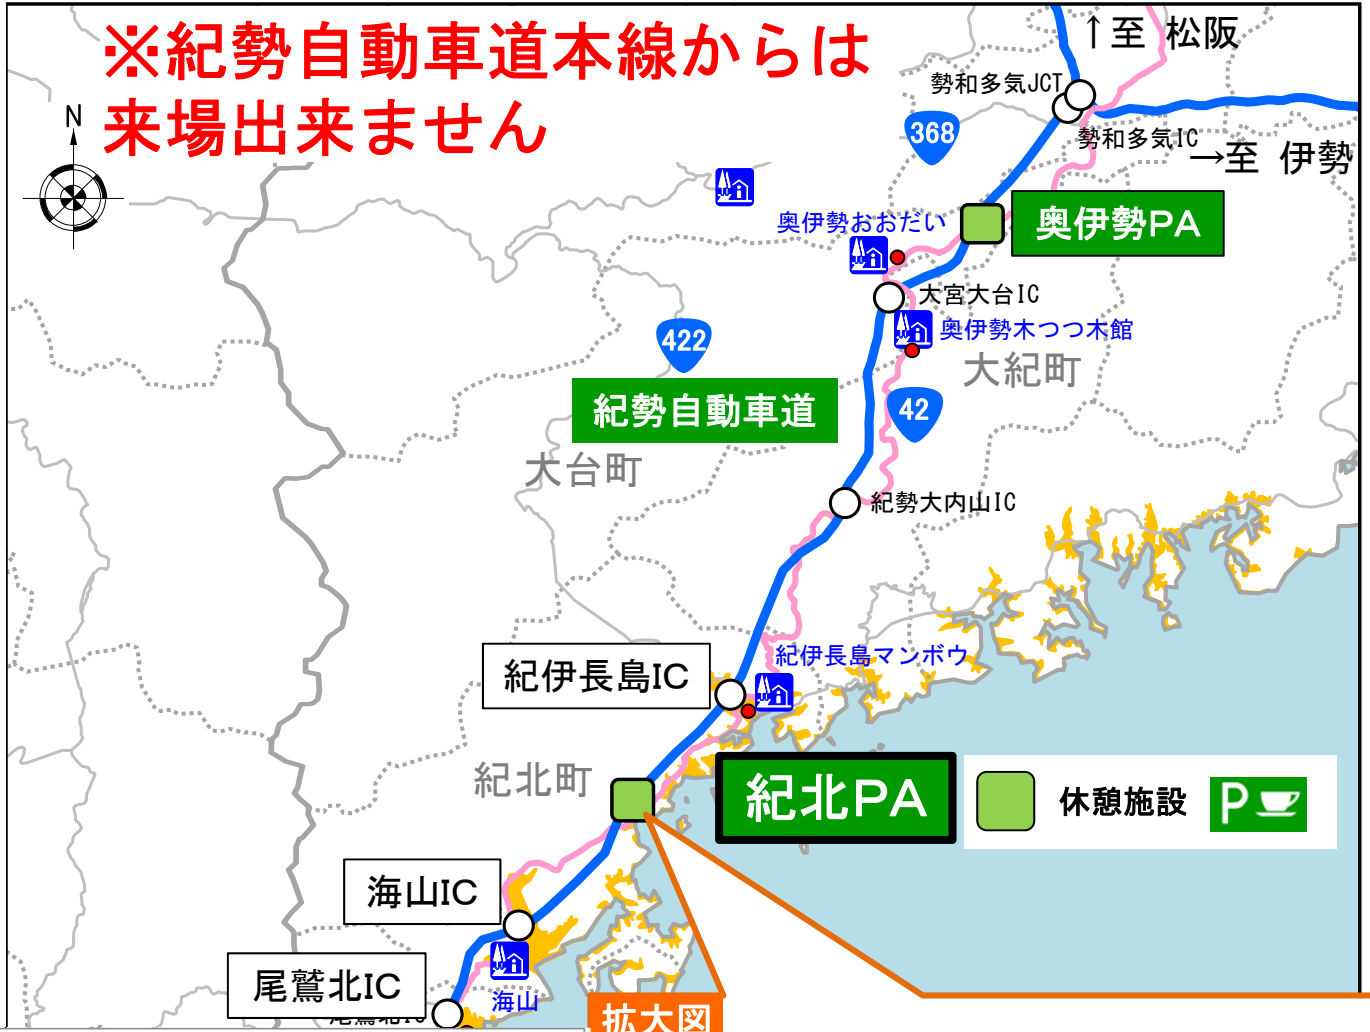 ※紀勢自動車道本線からは
来場出来ません
↑至 松阪
勢和多気JCT
勢和多気IC
→至 伊勢
N
368
奥伊勢PA
奥伊勢おおだい
大宮大台IC
奥伊勢木つつ木館
大紀町
422
紀勢自動車道
42
大台町
紀勢大内山IC
紀伊長島マンボウ
紀伊長島IC
紀北町
紀北PA
休憩施設
P
海山IC
尾鷲北IC
海山
尾鷲北IC
拡大図